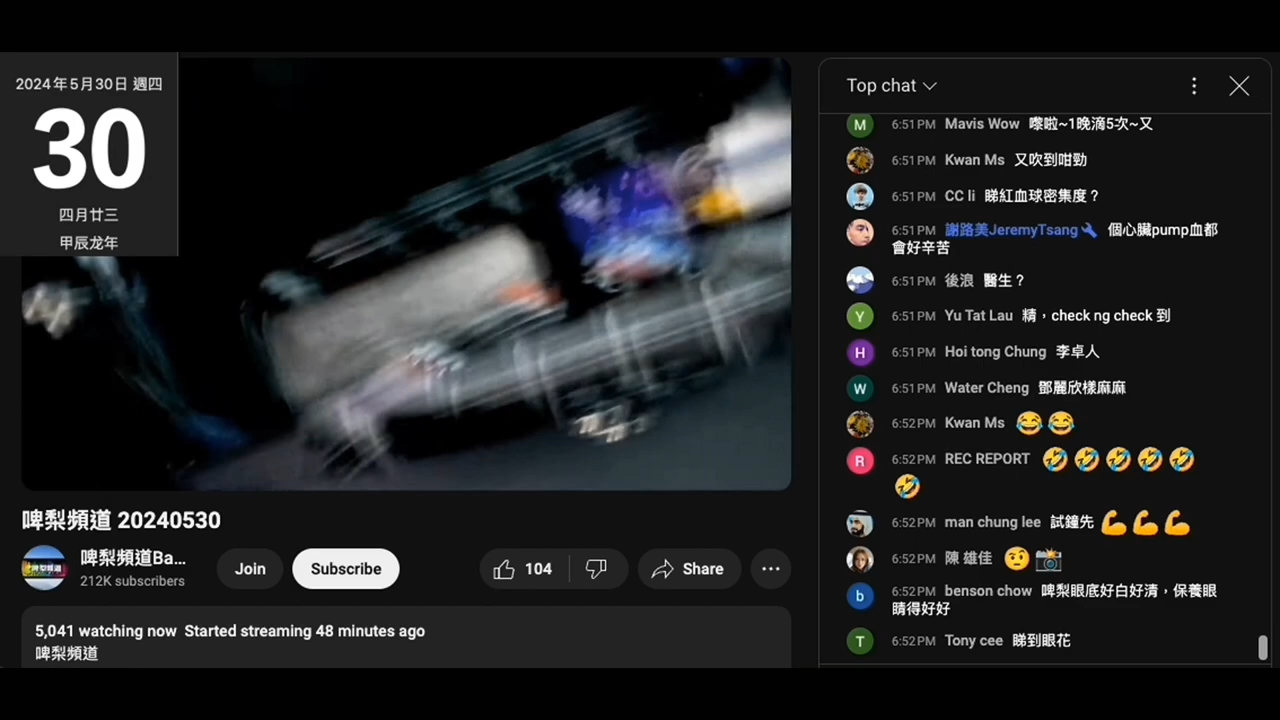 2024年5月30日 週四
30
四月廿三
甲辰龙年
啤梨頻道 20240530
啤梨頻道Ba...
212K subscribers
Join
Subscribe
104
Share
5,041 watching now Started streaming 48 minutes ago
啤梨頻道
Top chat
M 6:51 PM Mavis Wow 嚟啦~1晚滴5次~又
6:51 PM Kwan Ms 又吹到咁勁
6:51 PM CC li 睇紅血球密集度？
6:51 PM 謝路美JeremyTsang 個心臟pump血都
會好辛苦
6:51 PM 後浪 醫生？
Y 6:51 PM Yu Tat Lau 精，check ng check 到
H 6:51 PM Hoi tong Chung 李卓人
W 6:51 PM Water Cheng 鄧麗欣樣麻麻
6:52 PM Kwan Ms 😂😂
R 6:52 PM REC REPORT 🤣🤣🤣🤣🤣
🤣
6:52 PM man chung lee 試鐘先 💪💪💪
6:52 PM 陳 雄佳 🤨📸
b 6:52 PM benson chow 啤梨眼底好白好清，保養眼
睛得好好
T 6:52 PM Tony cee 睇到眼花